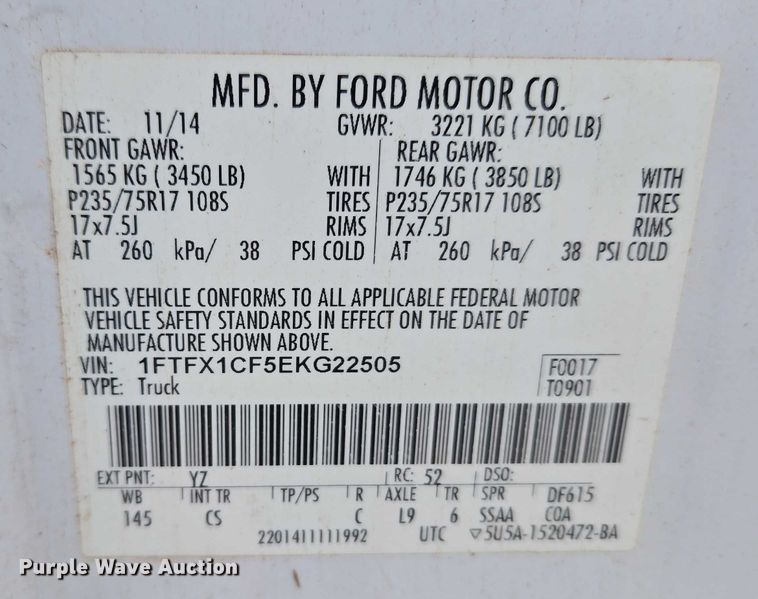 MFD. BY FORD MOTOR CO.
DATE: 11/14 GVWR: 3221 KG ( 7100 LB)
FRONT GAWR: REAR GAWR:
1565 KG ( 3450 LB) WITH 1746 KG ( 3850 LB) WITH
P235/75R17 108S TIRES P235/75R17 108S TIRES
17x7.5J RIMS 17x7.5J RIMS
AT 260 kPa/ 38 PSI COLD AT 260 kPa/ 38 PSI COLD
THIS VEHICLE CONFORMS TO ALL APPLICABLE FEDERAL MOTOR
VEHICLE SAFETY STANDARDS IN EFFECT ON THE DATE OF
MANUFACTURE SHOWN ABOVE.
VIN: 1FTFX1CF5EKG22505 F0017
TYPE: Truck T0901
EXT PNT: YZ RC: 52 DSO:
WB INT TR TP/PS R AXLE TR SPR DF615
145 CS C L9 6 SSAA COA
2201411111992 UTC ▽5U5A-1520472-BA
Purple Wave Auction